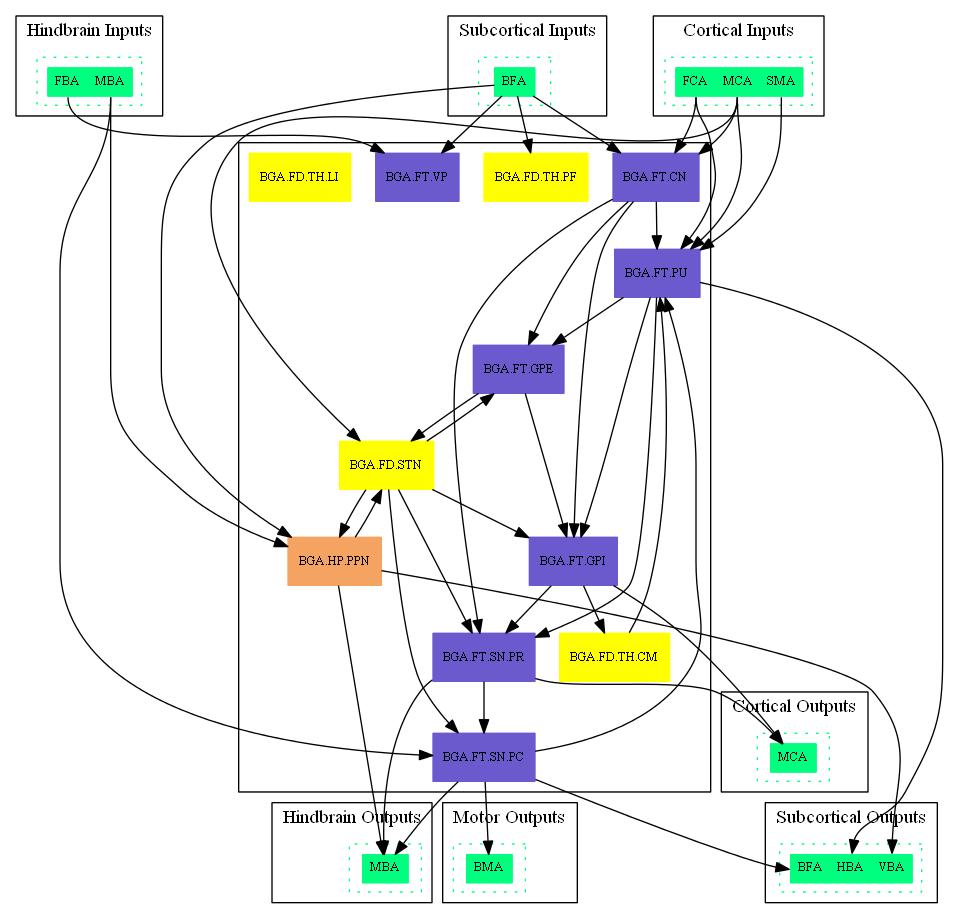 Hindbrain Inputs
Subcortical Inputs
Cortical Inputs
FBA MBA
BFA
FCA MCA SMA
BGA.FD.TH.LI
BGA.FT.VP
BGA.FD.TH.PF
BGA.FT.CN
BGA.FT.PU
BGA.FT.GPE
BGA.FD.STN
BGA.HP.PPN
BGA.FT.GPI
BGA.FT.SN.PR
BGA.FD.TH.CM
Cortical Outputs
BGA.FT.SN.PC
MCA
Hindbrain Outputs
Motor Outputs
Subcortical Outputs
MBA
BMA
BFA HBA VBA